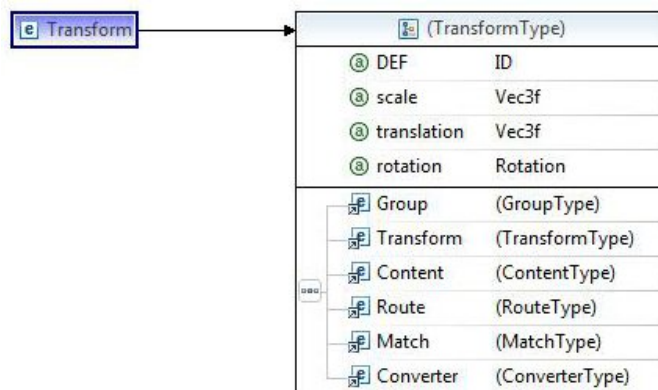 e Transform
(TransformType)
a DEF ID
a scale Vec3f
a translation Vec3f
a rotation Rotation
e Group (GroupType)
e Transform (TransformType)
e Content (ContentType)
e Route (RouteType)
e Match (MatchType)
e Converter (ConverterType)